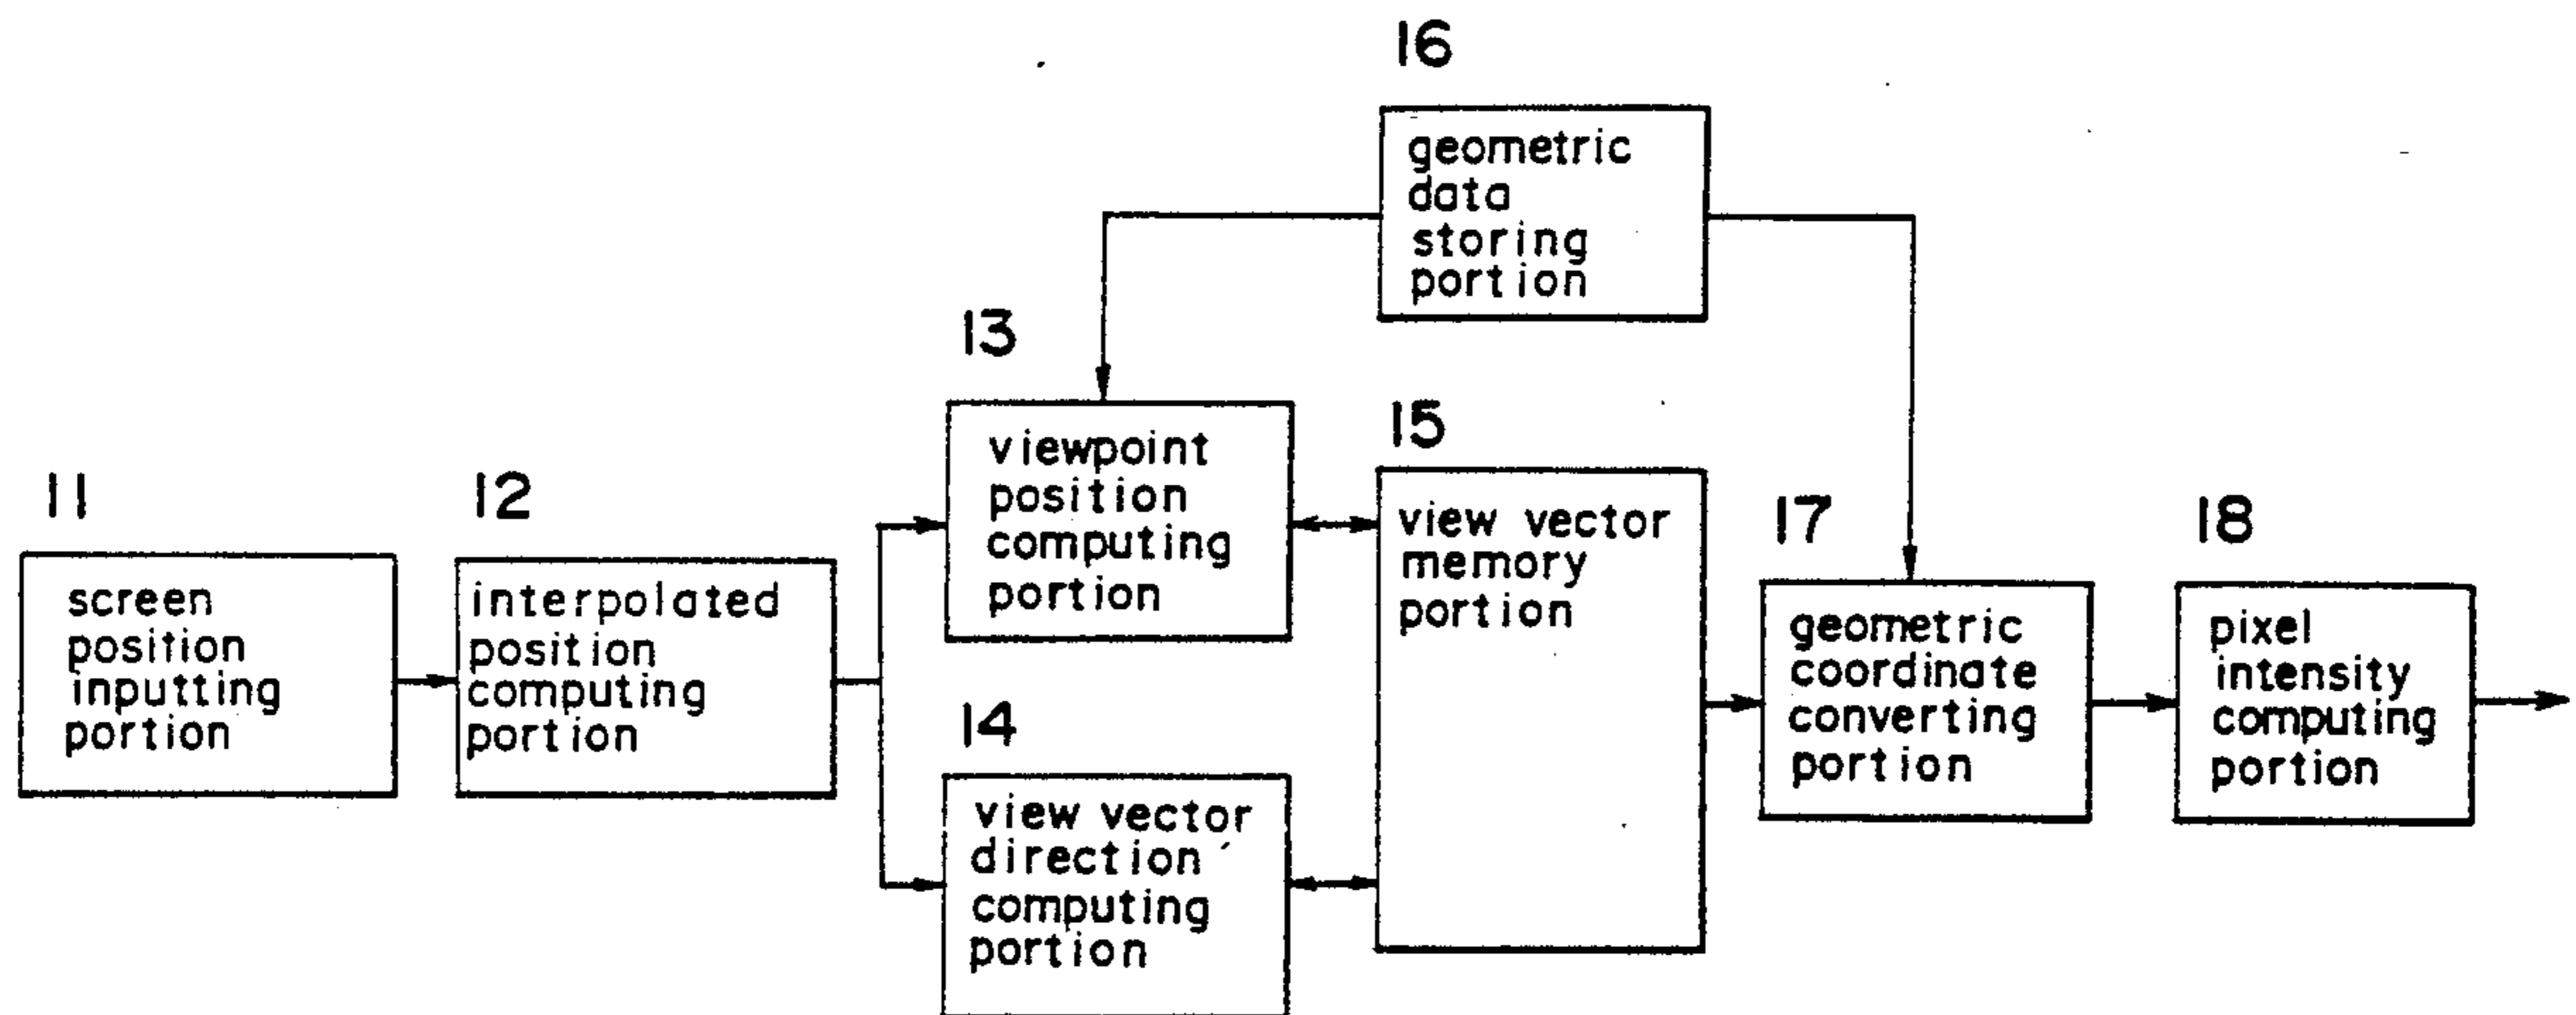 16
geometric
data
storing
portion
13
viewpoint
position
computing
portion
15
view vector
memory
portion
11
screen
position
inputting
portion
12
interpolated
position
computing
portion
14
view vector
direction
computing
portion
17
geometric
coordinate
converting
portion
18
pixel
intensity
computing
portion